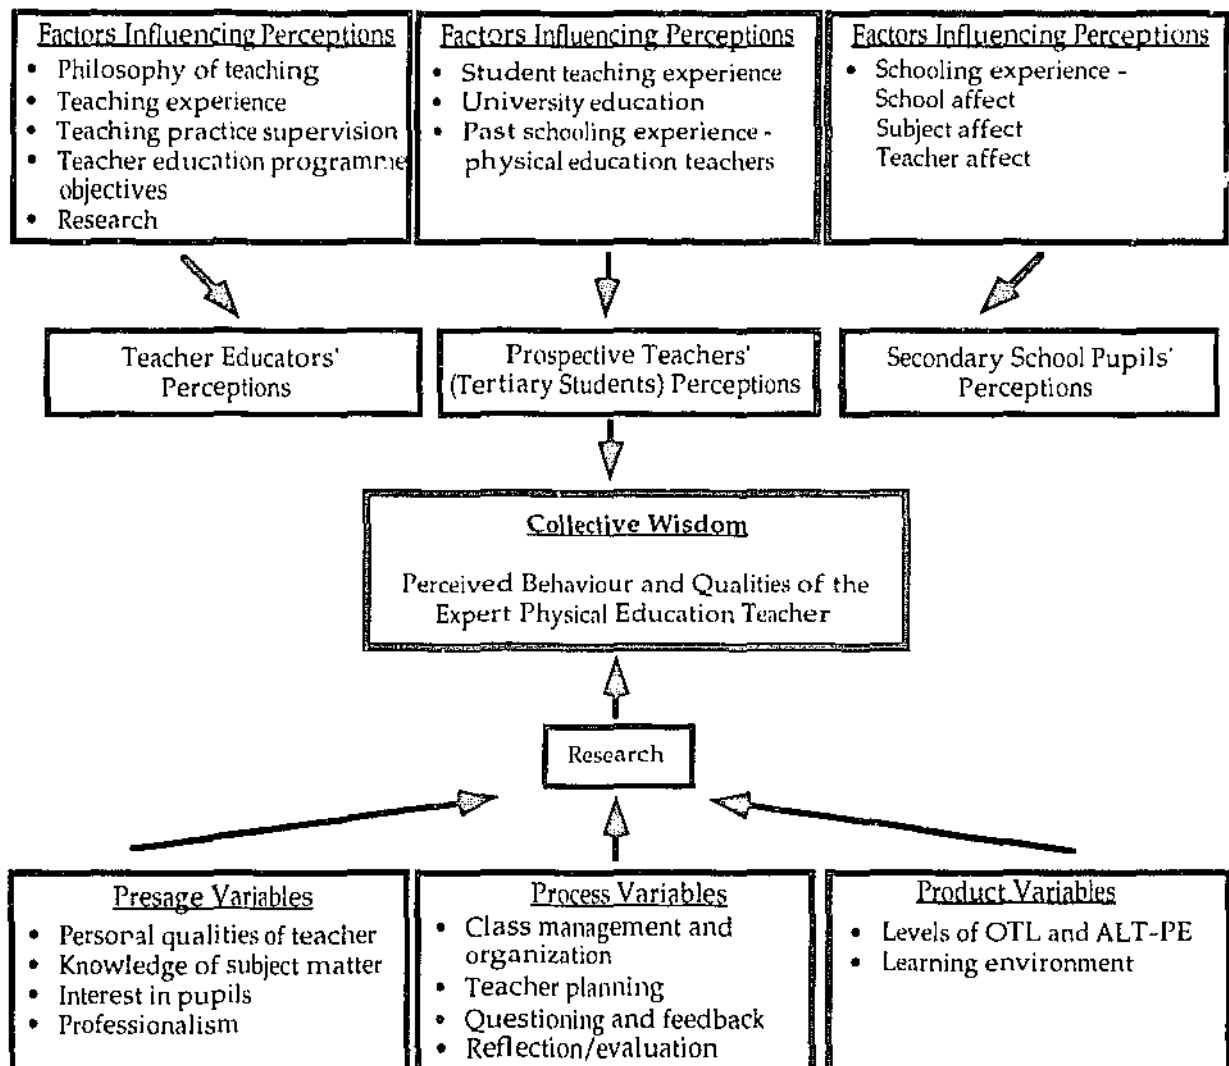 Factors Influencing Perceptions
• Philosophy of teaching
• Teaching experience
• Teaching practice supervision
• Teacher education programme
objectives
• Research
Factors Influencing Perceptions
• Student teaching experience
• University education
• Past schooling experience -
physical education teachers
Factors Influencing Perceptions
• Schooling experience -
School affect
Subject affect
Teacher affect
Teacher Educators'
Perceptions
Prospective Teachers'
(Tertiary Students) Perceptions
Secondary School Pupils'
Perceptions
Collective Wisdom
Perceived Behaviour and Qualities of the
Expert Physical Education Teacher
Research
Presage Variables
• Personal qualities of teacher
• Knowledge of subject matter
• Interest in pupils
• Professionalism
Process Variables
• Class management and
organization
• Teacher planning
• Questioning and feedback
• Reflection/evaluation
Product Variables
• Levels of OTL and ALT-PE
• Learning environment